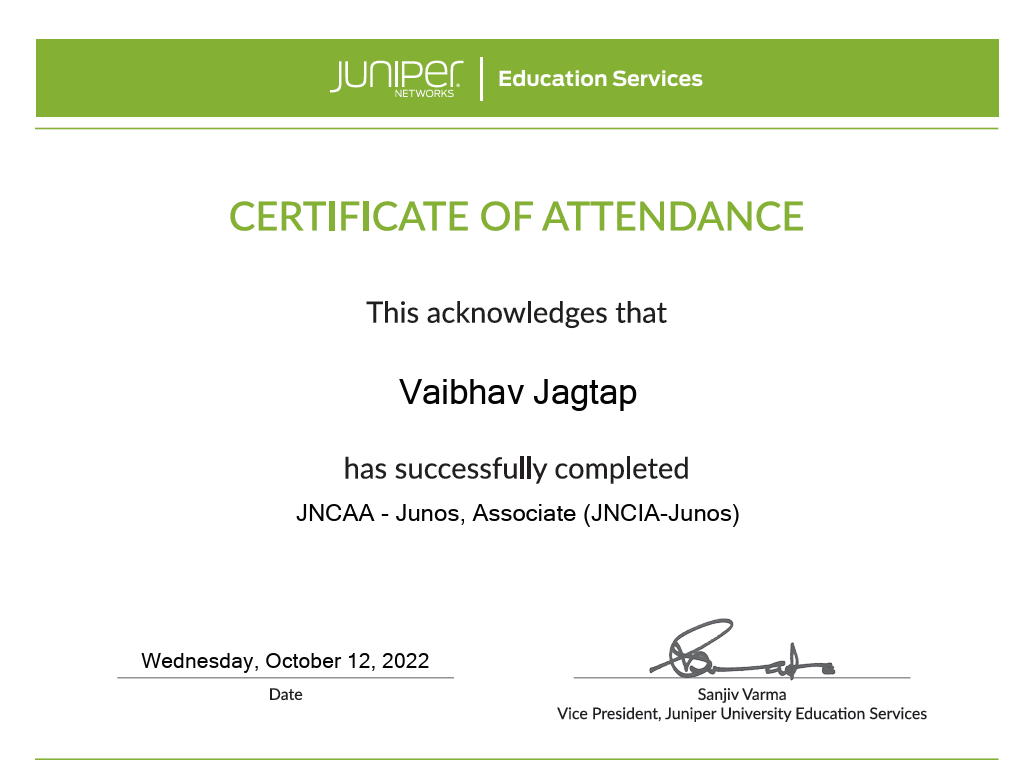 JUNIPER NETWORKS | Education Services
CERTIFICATE OF ATTENDANCE
This acknowledges that
Vaibhav Jagtap
has successfully completed
JNCAA - Junos, Associate (JNCIA-Junos)
Wednesday, October 12, 2022
Date
Sanjiv Varma
Vice President, Juniper University Education Services